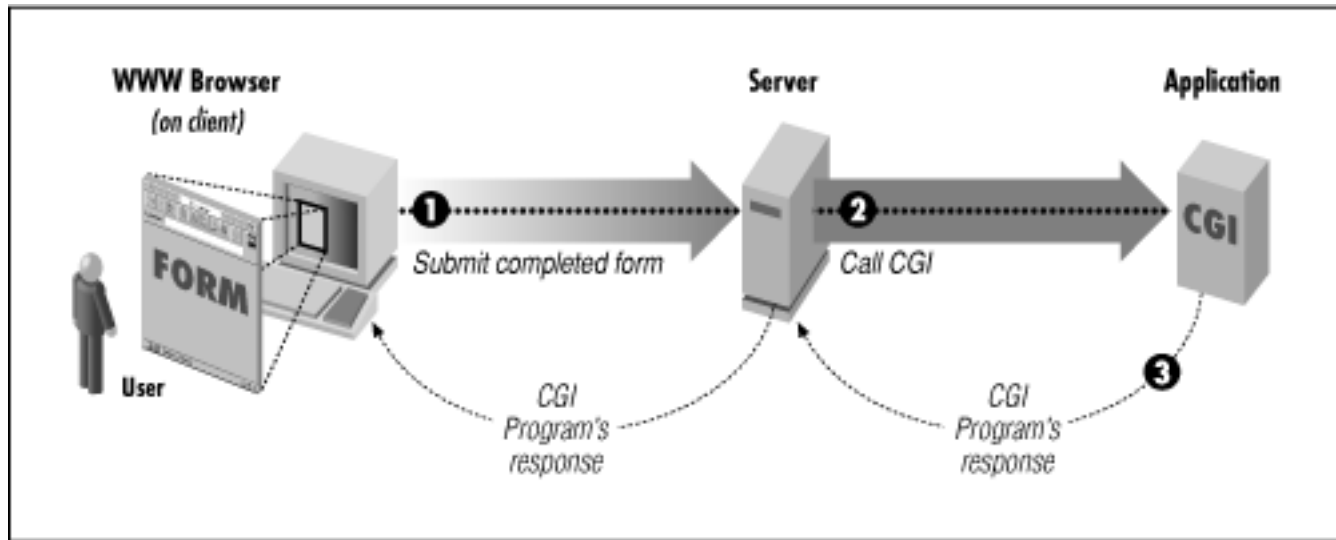 WWW Browser
(on client)
Server
Application
FORM
1
Submit completed form
2
Call CGI
CGI
User
3
CGI
Program's
response
CGI
Program's
response